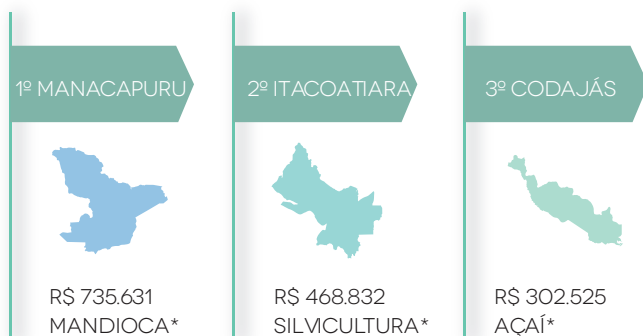 1º MANACAPURU
R$ 735.631
MANDIOCA*
2º ITACOATIARA
R$ 468.832
SILVICULTURA*
3º CODAJÁS
R$ 302.525
AÇAÍ*